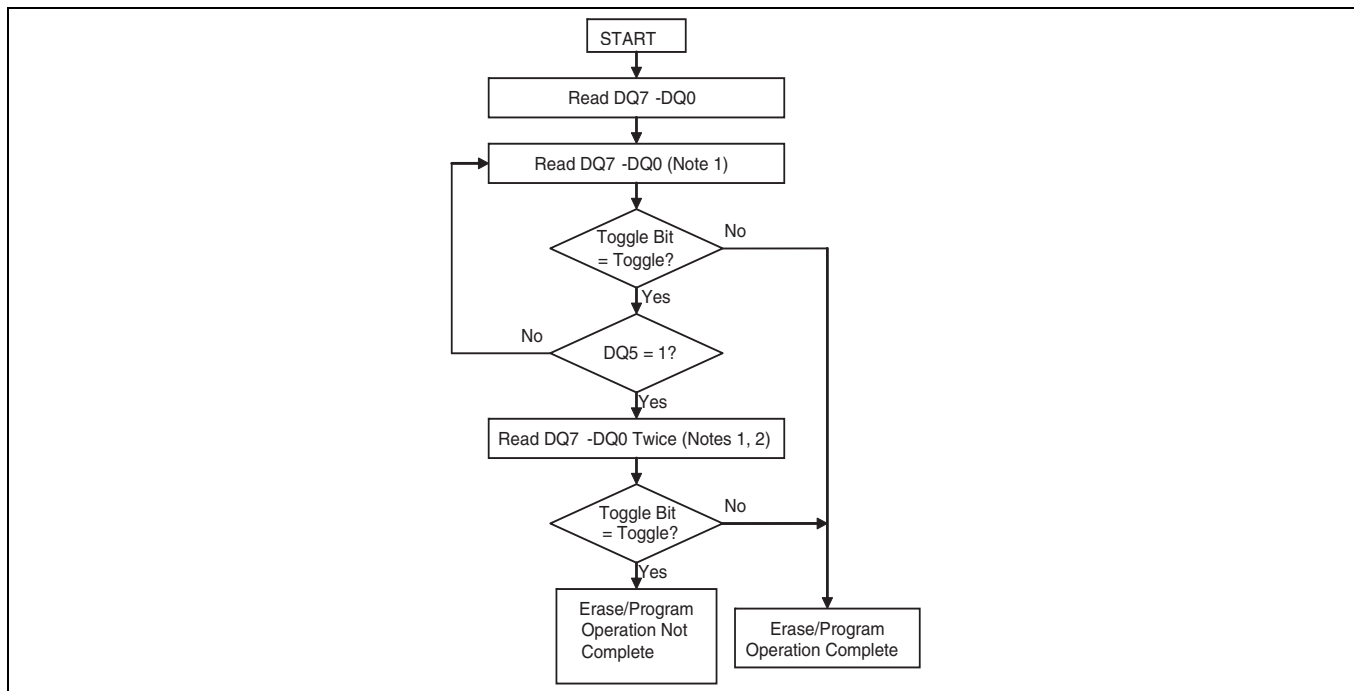 START
Read DQ7 -DQ0
Read DQ7 -DQ0 (Note 1)
Toggle Bit
= Toggle?
No
Yes
No
DQ5 = 1?
Yes
Read DQ7 -DQ0 Twice (Notes 1, 2)
Toggle Bit
= Toggle?
No
Yes
Erase/Program
Operation Not
Complete
Erase/Program
Operation Complete